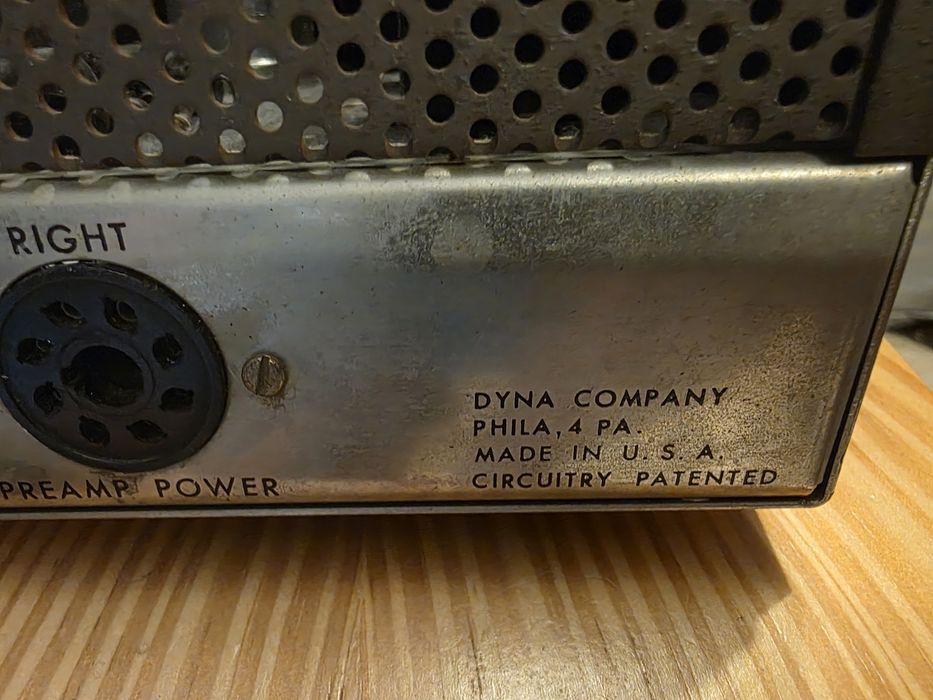 RIGHT
PREAMP POWER
DYNA COMPANY
PHILA, 4 PA.
MADE IN U. S. A.
CIRCUITRY PATENTED